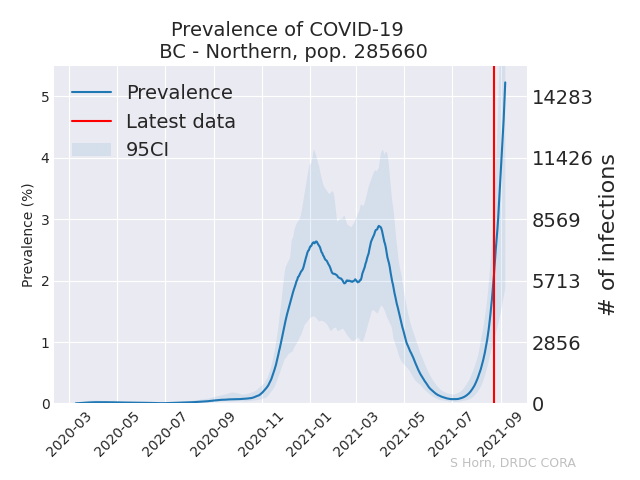 Prevalence of COVID-19
BC - Northern, pop. 285660
Prevalence
Latest data
95CI
Prevalence (%)
5
4
3
2
1
0
14283
11426
8569
5713
2856
0
# of infections
2020-03
2020-05
2020-07
2020-09
2020-11
2021-01
2021-03
2021-05
2021-07
2021-09
S Horn, DRDC CORA